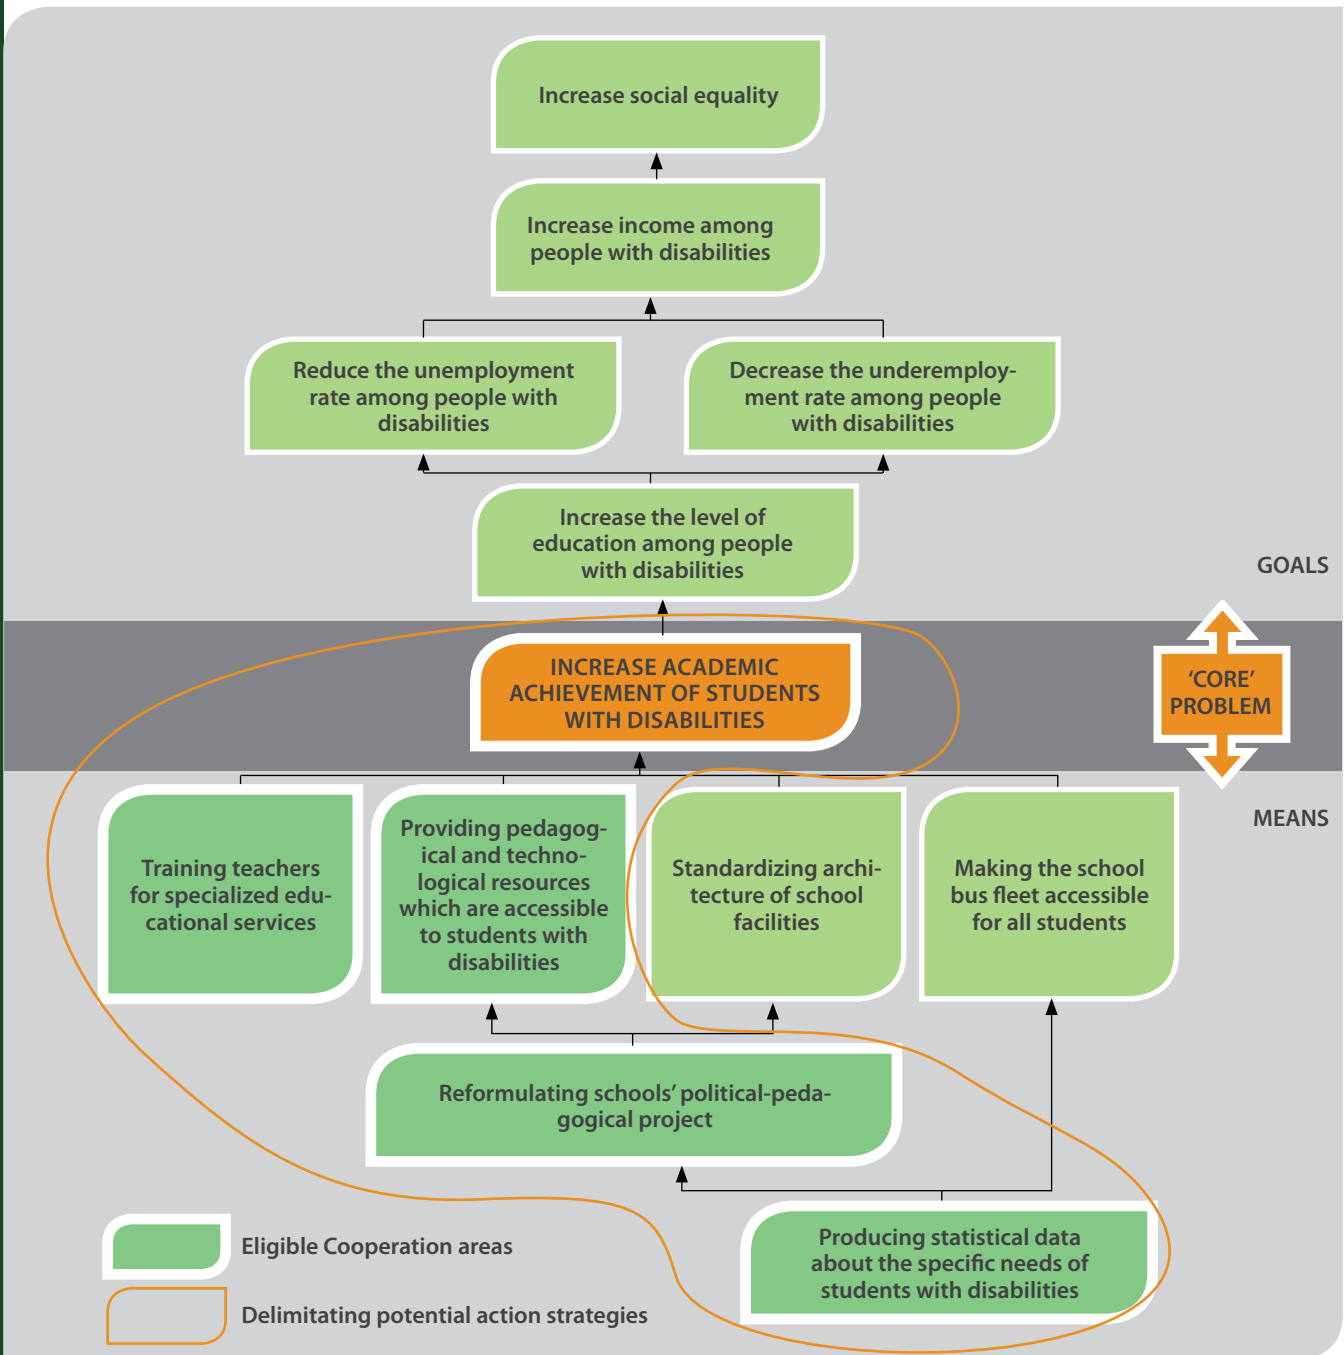 Increase social equality
Increase income among
people with disabilities
Reduce the unemployment
rate among people with
disabilities
Decrease the underemploy-
ment rate among people
with disabilities
Increase the level of
education among people
with disabilities
GOALS
INCREASE ACADEMIC
ACHIEVEMENT OF STUDENTS
WITH DISABILITIES
‘CORE’
PROBLEM
MEANS
Training teachers
for specialized edu-
cational services
Providing pedagog-
ical and techno-
logical resources
which are accessible
to students with
disabilities
Standardizing archi-
tecture of school
facilities
Making the school
bus fleet accessible
for all students
Reformulating schools’ political-peda-
gogical project
Producing statistical data
about the specific needs of
students with disabilities
Eligible Cooperation areas
Delimitating potential action strategies